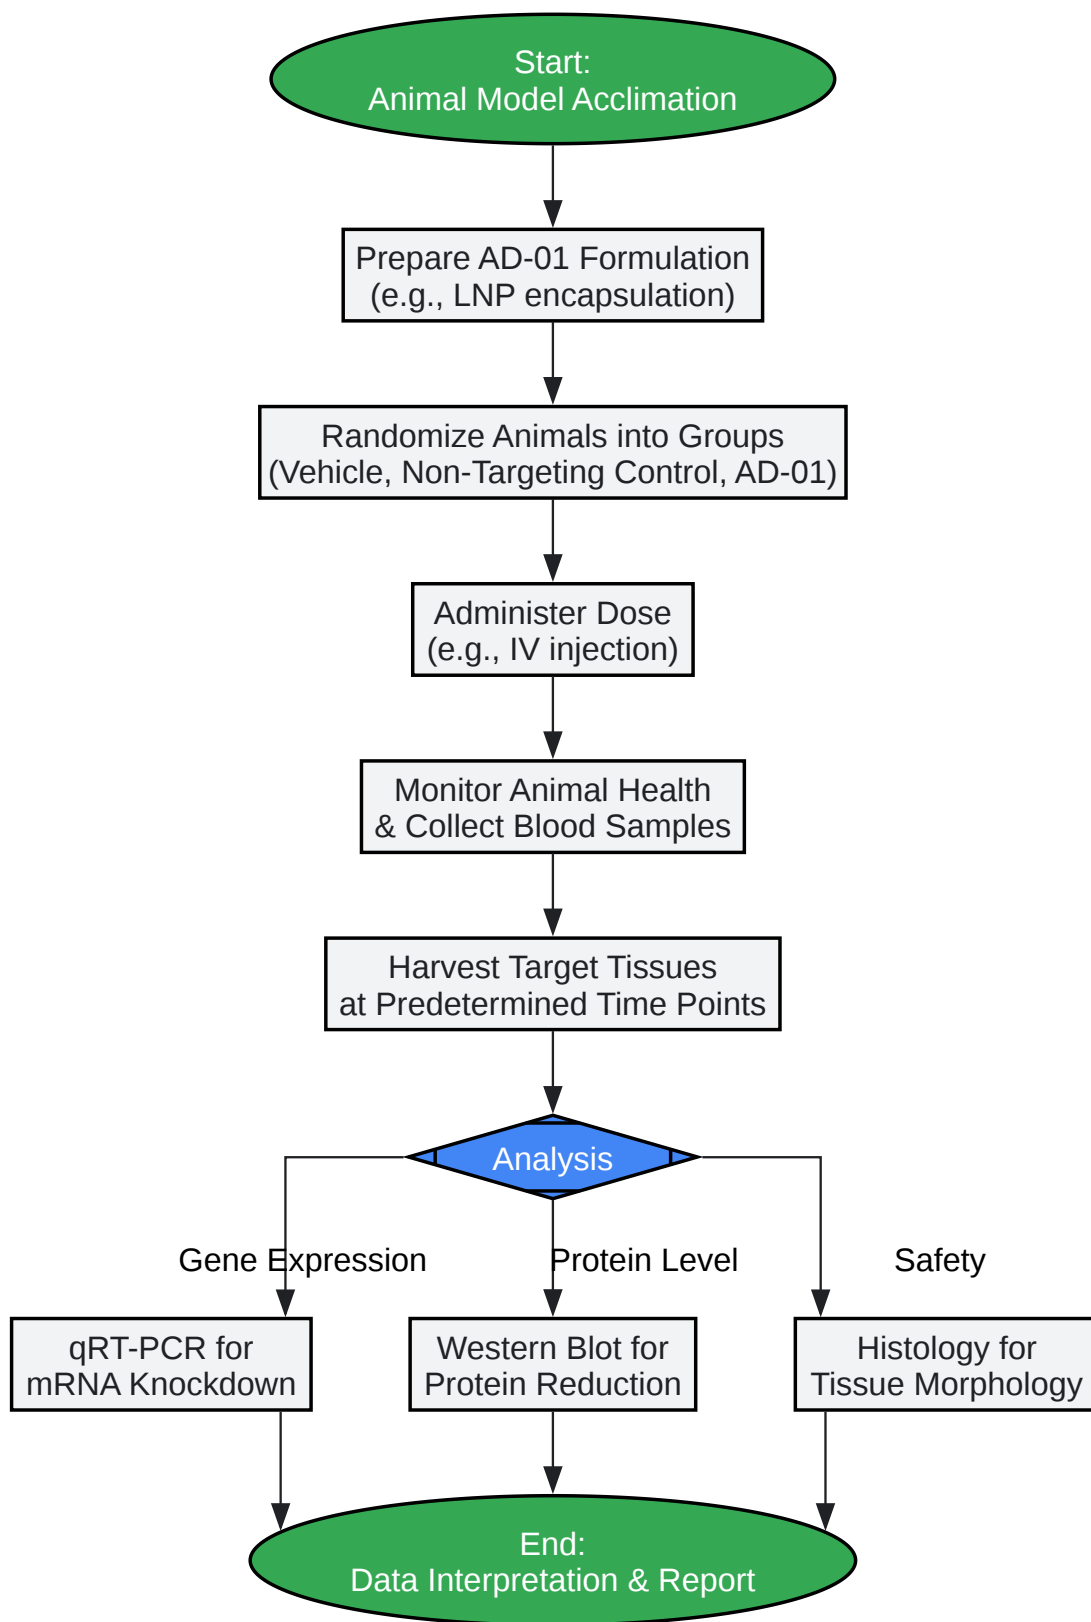 Start:
Animal Model Acclimation
Prepare AD-01 Formulation
(e.g., LNP encapsulation)
Randomize Animals into Groups
(Vehicle, Non-Targeting Control, AD-01)
Administer Dose
(e.g., IV injection)
Monitor Animal Health
& Collect Blood Samples
Harvest Target Tissues
at Predetermined Time Points
Analysis
Gene Expression
Protein Level
Safety
qRT-PCR for
mRNA Knockdown
Western Blot for
Protein Reduction
Histology for
Tissue Morphology
End:
Data Interpretation & Report